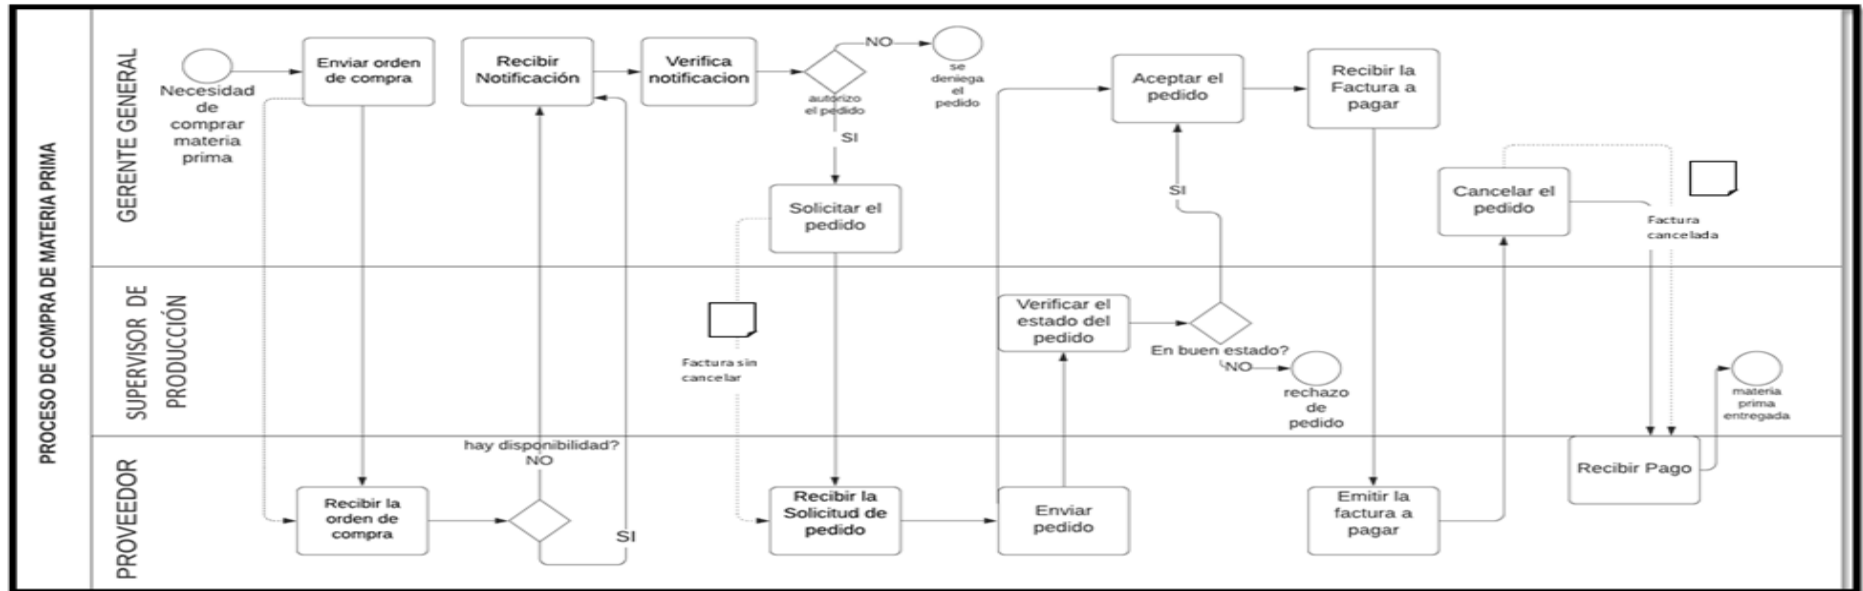 PROCESO DE COMPRA DE MATERIA PRIMA
GERENTE GENERAL
Necesidad
de
comprar
materia
prima
Enviar orden
de compra
Recibir
Notificación
Verifica
notificacion
autorizo
el pedido
NO
se
deniega
el
pedido
SI
Solicitar el
pedido
Aceptar el
pedido
SI
Recibir la
Factura a
pagar
Cancelar el
pedido
Factura
cancelada
SUPERVISOR DE
PRODUCCIÓN
Factura sin
cancelar
Verificar el
estado del
pedido
En buen estado?
NO
rechazo
de
pedido
materia
prima
entregada
PROVEEDOR
Recibir la
orden de
compra
hay disponibilidad?
NO
SI
Recibir la
Solicitud de
pedido
Enviar
pedido
Emitir la
factura a
pagar
Recibir Pago